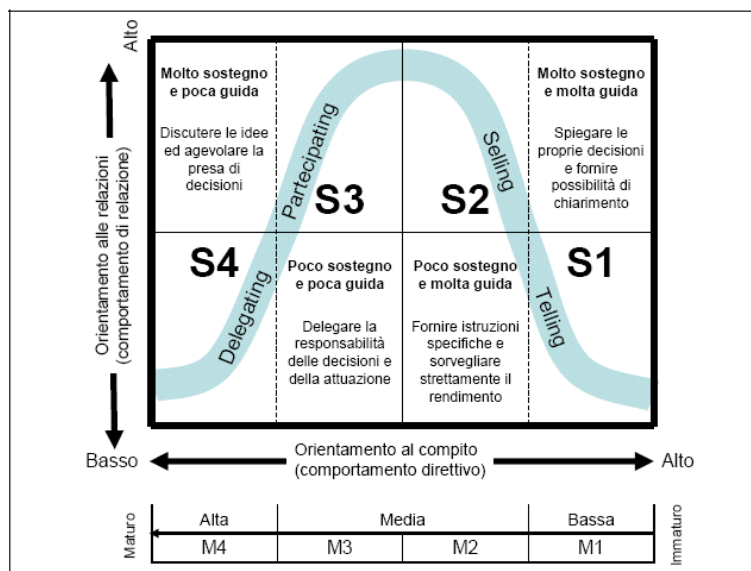 Alto
Molto sostegno
e poca guida
Discutere le idee
ed agevolare la
presa di
decisioni
Partecipating
S3
Selling
S2
Molto sostegno
e molta guida
Spiegare le
proprie decisioni
e fornire
possibilità di
chiarimento
Orientamento alle relazioni
(comportamento di relazione)
S4
Delegating
Poco sostegno
e poca guida
Delegare la
responsabilità
delle decisioni e
della attuazione
Poco sostegno
e molta guida
Fornire istruzioni
specifiche e
sorvegliare
strettamente il
rendimento
Telling
S1
Basso
Orientamento al compito
(comportamento direttivo)
Alto
Maturo
Alta
Media
Bassa
M4
M3
M2
M1
Immaturo